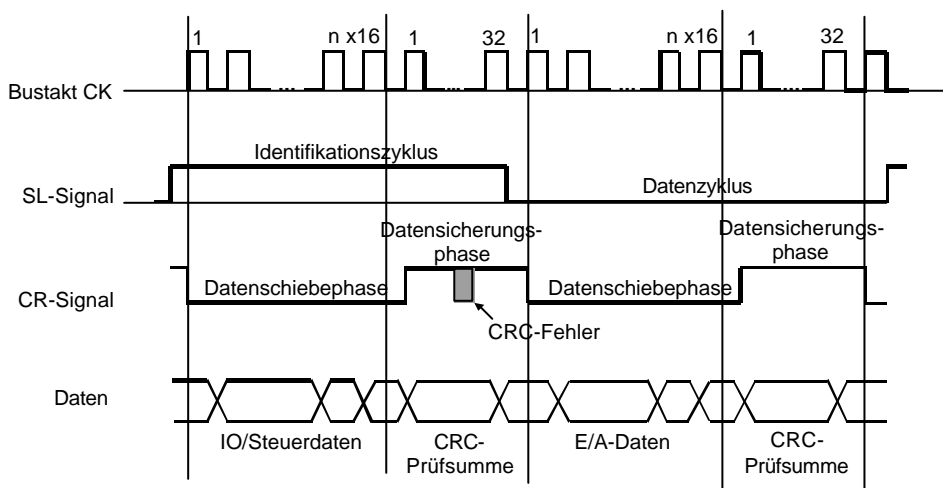 1 n x16 1 32 1 n x16 1 32
Bustakt CK
Identifikationszyklus
SL-Signal
Datenzyklus
Datensicherungs-
phase
Datensicherungs-
phase
CR-Signal
Datenschiebephase
Datenschiebephase
CRC-Fehler
Daten
IO/Steuerdaten
CRC-
Prüfsumme
E/A-Daten
CRC-
Prüfsumme